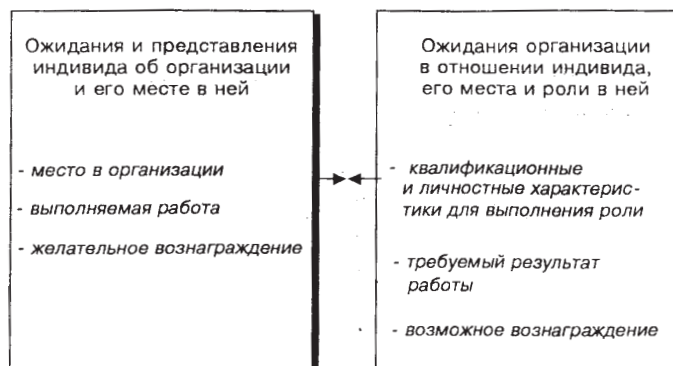 Ожидания и представления
индивида об организации
и его месте в ней
- место в организации
- выполняемая работа
- желательное вознаграждение
Ожидания организации
в отношении индивида,
его места и роли в ней
- квалификационные
и личностные характерис-
тики для выполнения роли
- требуемый результат
работы
- возможное вознаграждение